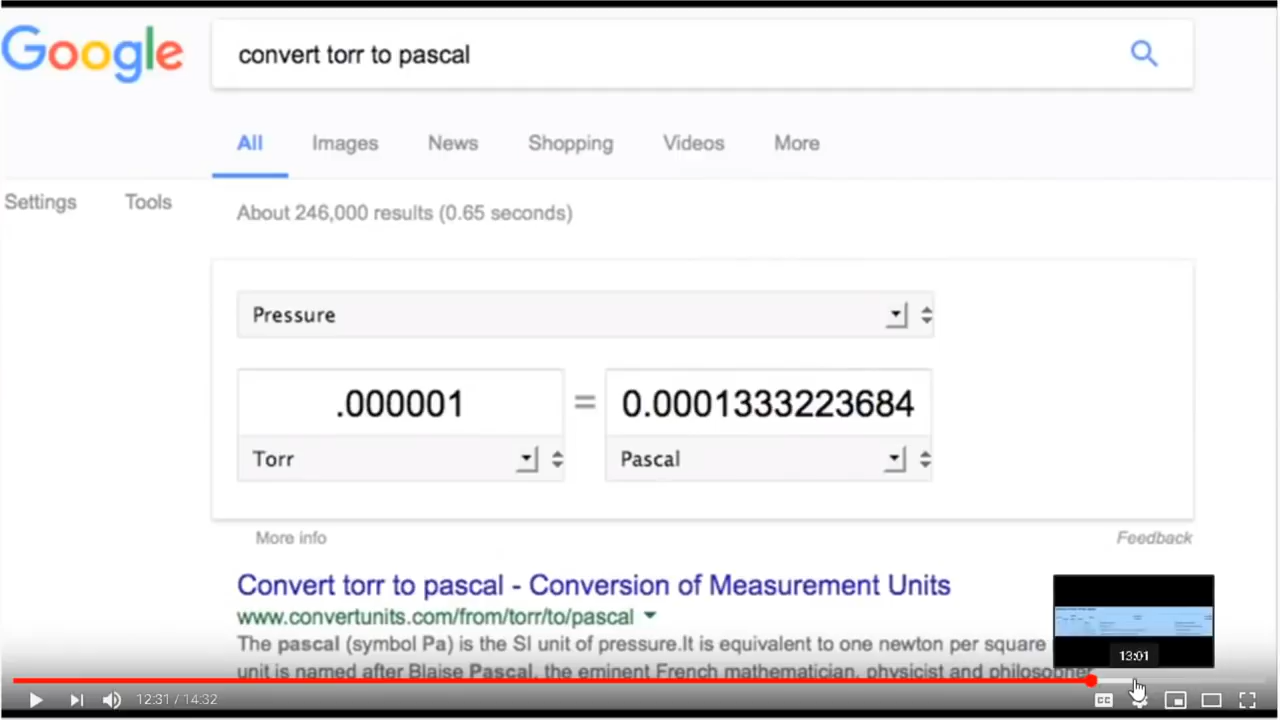 Google
convert torr to pascal
All Images News Shopping Videos More
Settings Tools
About 246,000 results (0.65 seconds)
Pressure
.000001 = 0.0001333223684
Torr Pascal
More info Feedback
Convert torr to pascal - Conversion of Measurement Units
www.convertunits.com/from/torr/to/pascal
The pascal (symbol Pa) is the SI unit of pressure.It is equivalent to one newton per square
unit is named after Blaise Pascal, the eminent French mathematician, physicist and philosopher
13:01
12:31 / 14:32
CC